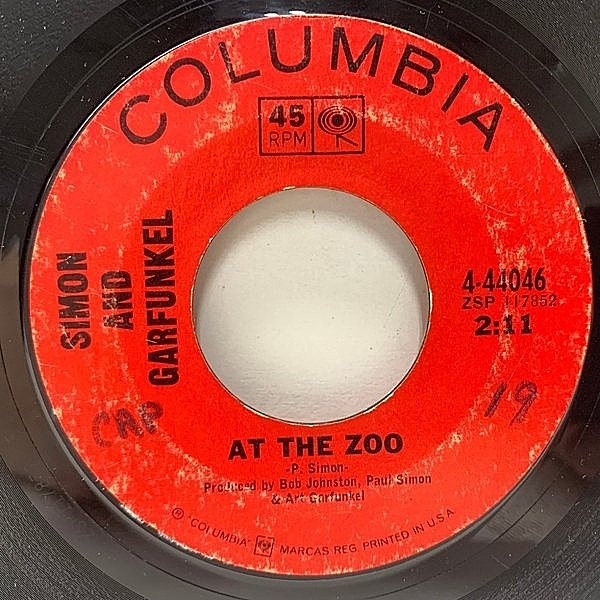 COLUMBIA
45
RPM
SIMON
AND
GARFUNKEL
4-44046
ZSP 117852
2:11
CAP
19
AT THE ZOO
-P. Simon-
Produced by Bob Johnston, Paul Simon
& Art Garfunkel
® "COLUMBIA" MARCAS REG. PRINTED IN U.S.A.